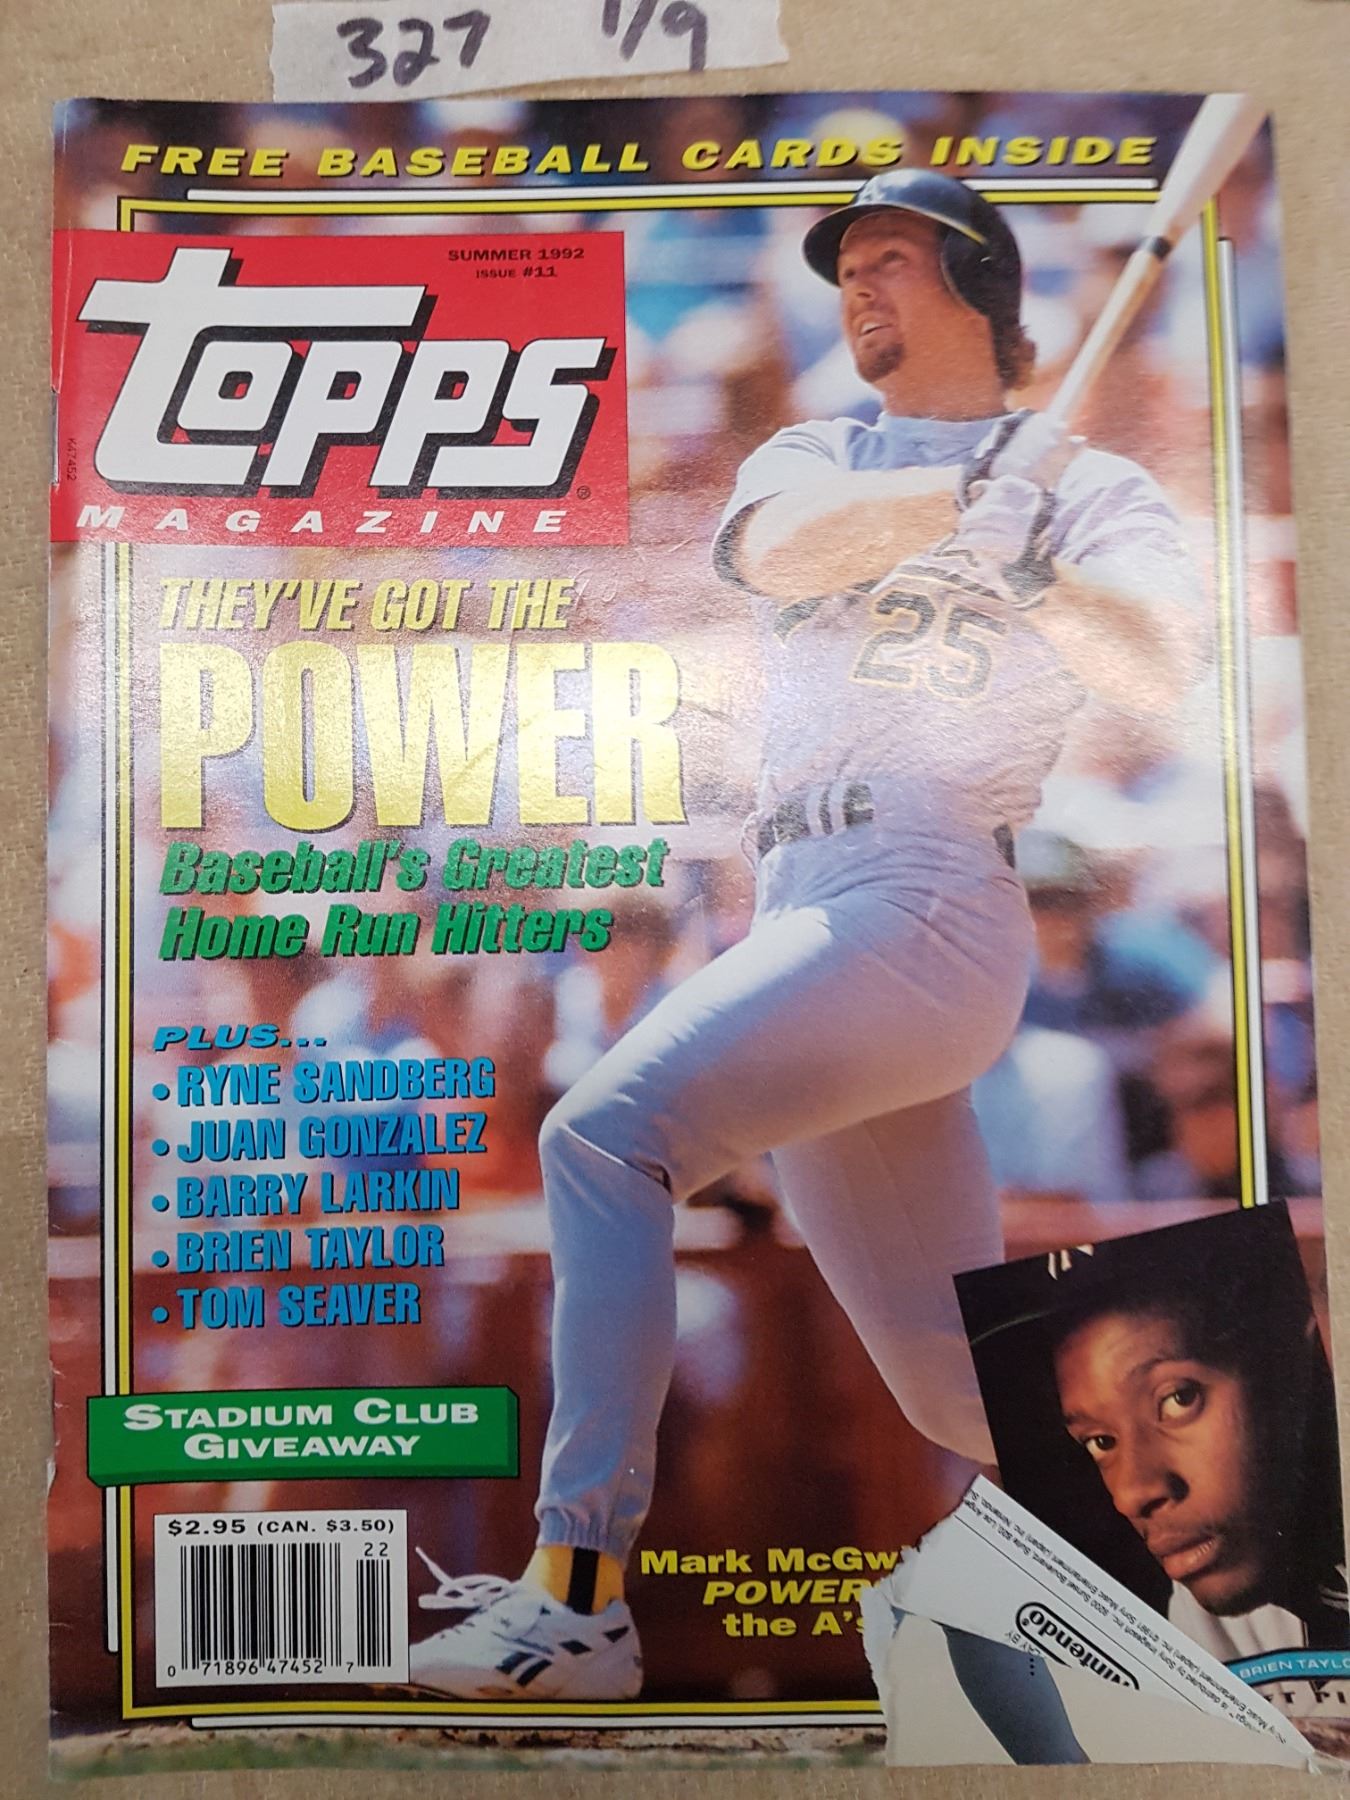 327 1/9
FREE BASEBALL CARDS INSIDE
SUMMER 1992
ISSUE #11
TOPPS ®
MAGAZINE
K47452
25
THEY'VE GOT THE
POWER
Baseball's Greatest
Home Run Hitters
PLUS...
• RYNE SANDBERG
• JUAN GONZALEZ
• BARRY LARKIN
• BRIEN TAYLOR
• TOM SEAVER
STADIUM CLUB
GIVEAWAY
$2.95 (CAN. $3.50)
22
0 71896 47452 7
Mark McGw
POWER
the A's
Nintendo
BRIEN TAYLO